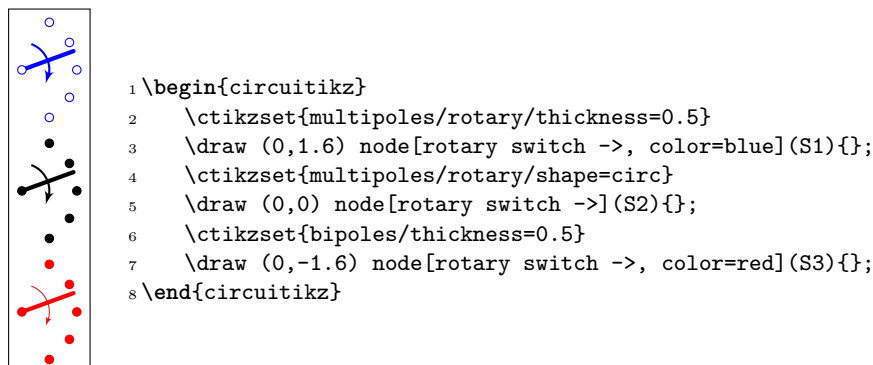 1 \begin{circuitikz}
2     \ctikzset{multipoles/rotary/thickness=0.5}
3     \draw (0,1.6) node[rotary switch ->, color=blue](S1){};
4     \ctikzset{multipoles/rotary/shape=circ}
5     \draw (0,0) node[rotary switch ->](S2){};
6     \ctikzset{bipoles/thickness=0.5}
7     \draw (0,-1.6) node[rotary switch ->, color=red](S3){};
8 \end{circuitikz}